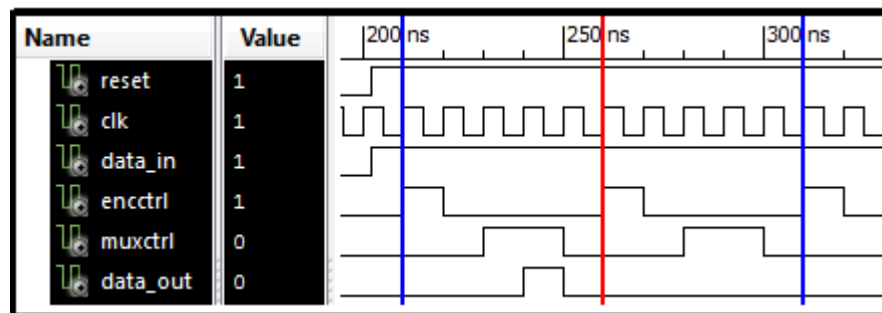 Name Value 200 ns 250 ns 300 ns
reset 1
clk 1
data_in 1
encctrl 1
muxctrl 0
data_out 0